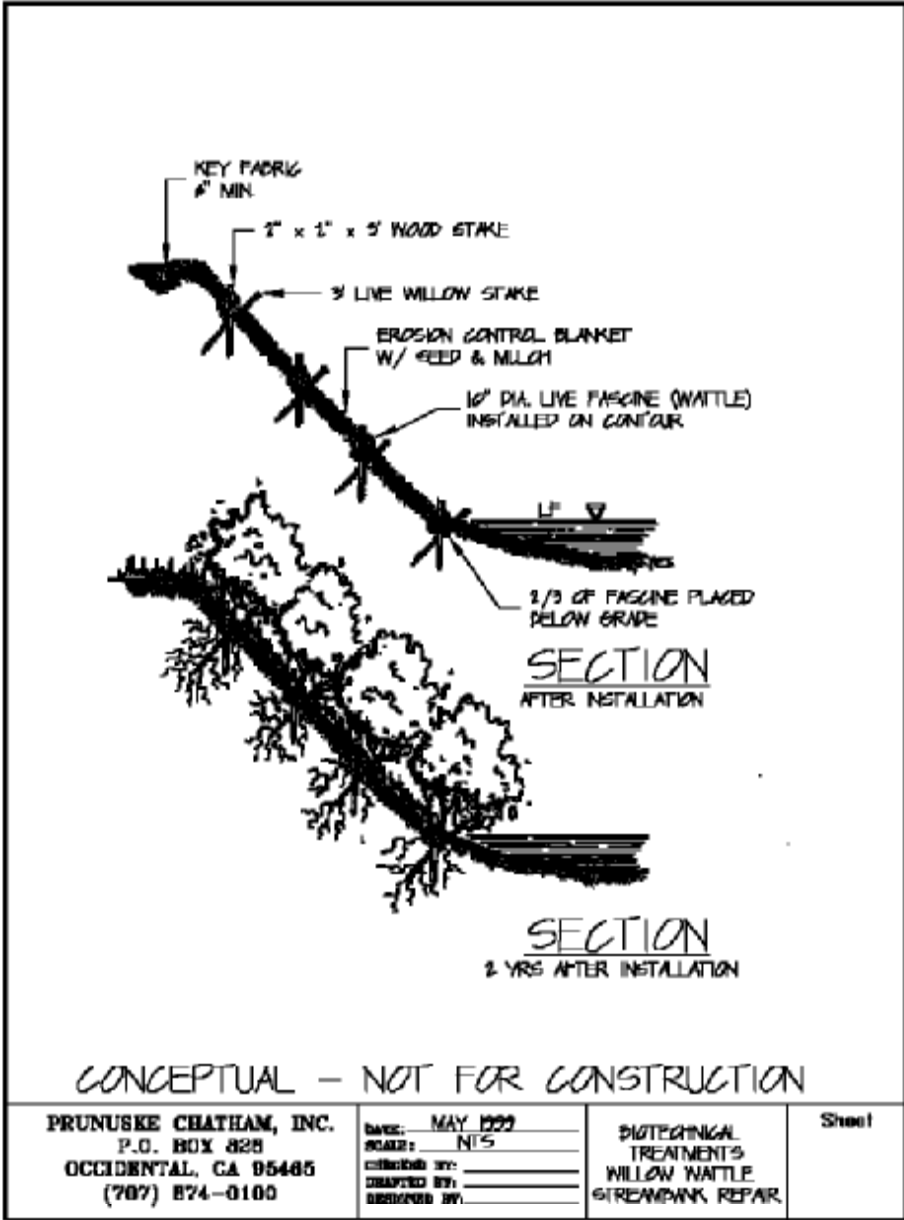 KEY FABRIC
6" MIN.
2" x 2" x 3' WOOD STAKE
3' LIVE WILLOW STAKE
EROSION CONTROL BLANKET
W/ SEED & MULCH
10" DIA. LIVE FASCINE (WATTLE)
INSTALLED ON CONTOUR
2/3 OF FASCINE PLACED
BELOW GRADE
SECTION
AFTER INSTALLATION
SECTION
2 YRS AFTER INSTALLATION
CONCEPTUAL – NOT FOR CONSTRUCTION
PRUNUSKE CHATHAM, INC.
P.O. BOX 828
OCCIDENTAL, CA 95465
(707) 874-0100
DATE: MAY 1999
SCALE: NTS
CHECKED BY:
DRAFTED BY:
DESIGNED BY:
BIOTECHNICAL
TREATMENTS
WILLOW WATTLE
STREAMBANK REPAIR
Sheet